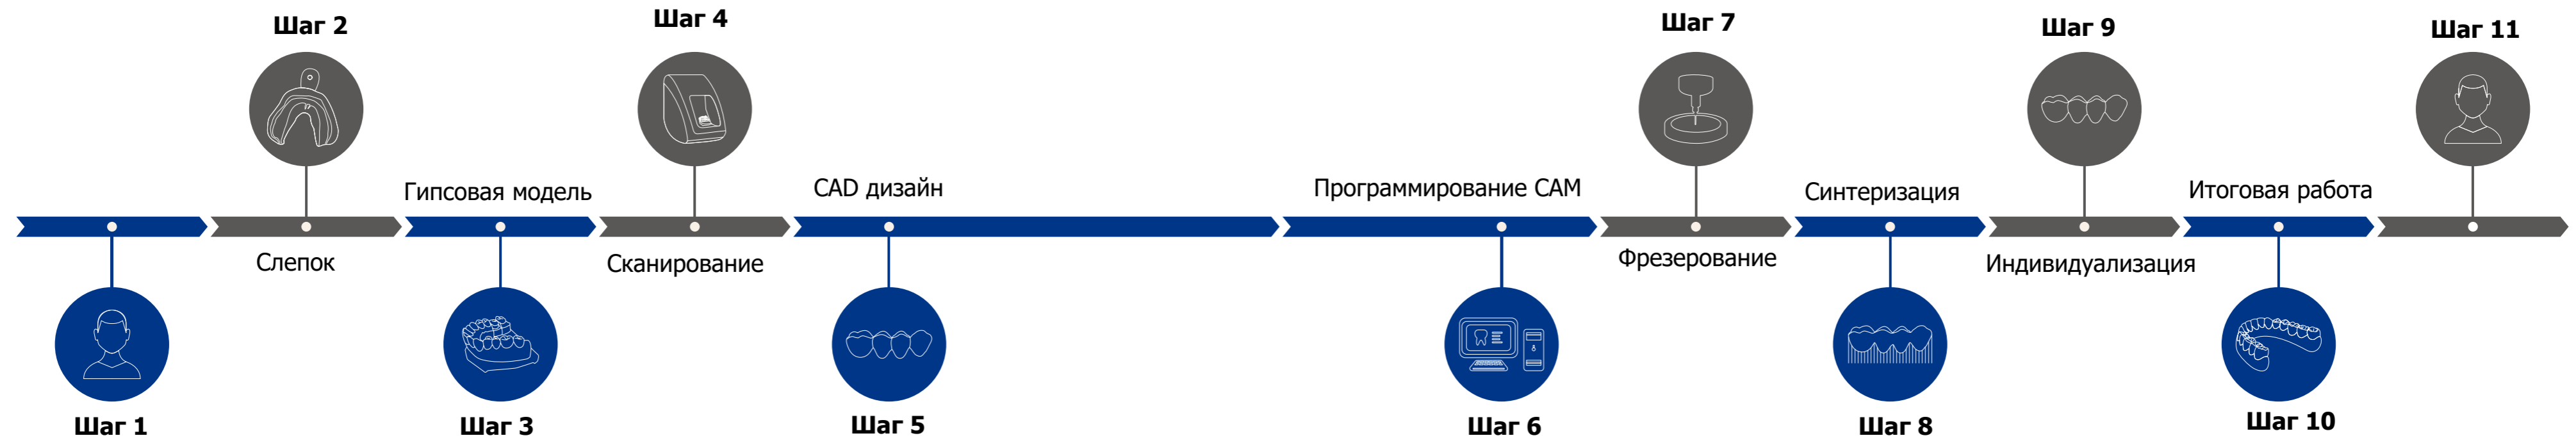 Шаг 1
Шаг 2
Слепок
Гипсовая модель
Шаг 3
Шаг 4
Сканирование
CAD дизайн
Шаг 5
Программирование CAM
Шаг 6
Шаг 7
Фрезерование
Синтеризация
Шаг 8
Шаг 9
Индивидуализация
Итоговая работа
Шаг 10
Шаг 11